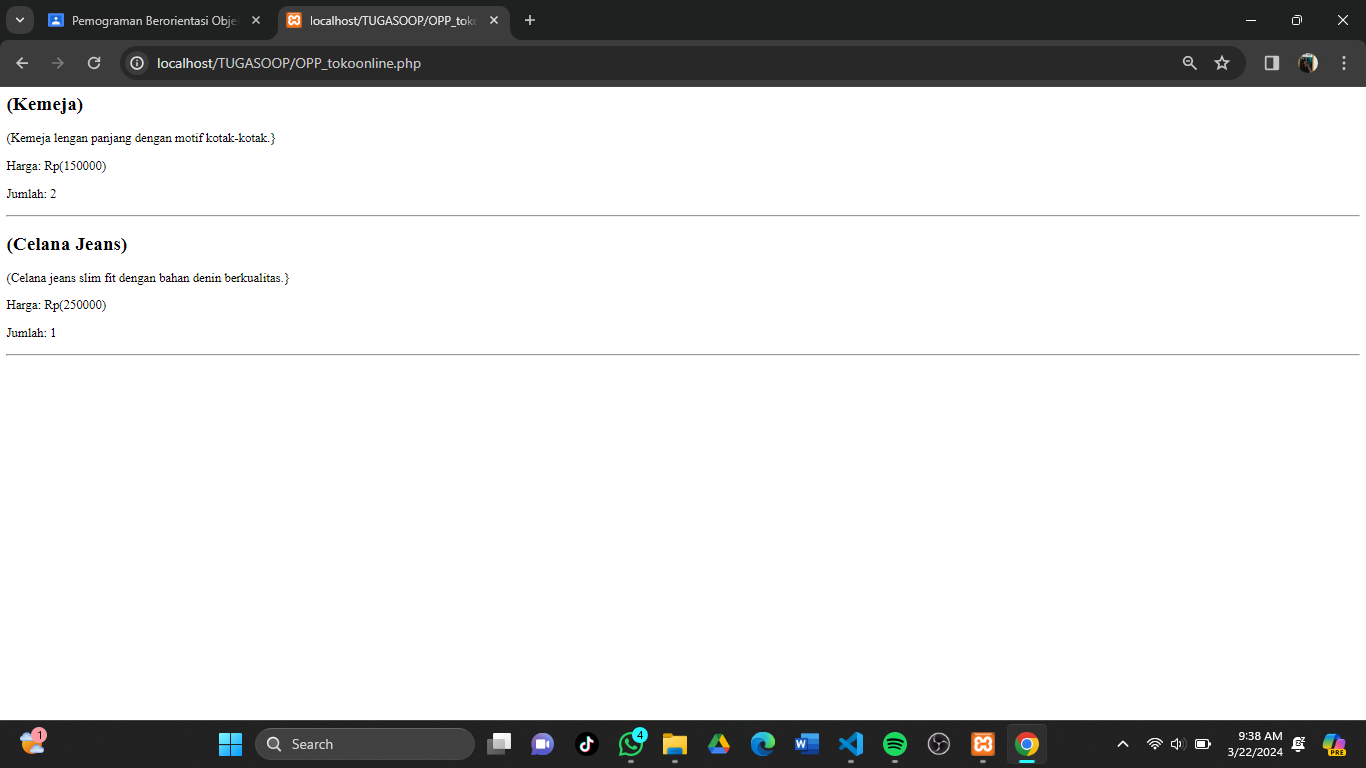 Pemograman Berorientasi Obje
localhost/TUGASOOP/OPP_toko
localhost/TUGASOOP/OPP_tokoonline.php
(Kemeja)
(Kemeja lengan panjang dengan motif kotak-kotak.}
Harga: Rp(150000)
Jumlah: 2
(Celana Jeans)
(Celana jeans slim fit dengan bahan denin berkualitas.}
Harga: Rp(250000)
Jumlah: 1
1
Search
4
9:38 AM
3/22/2024
PRE